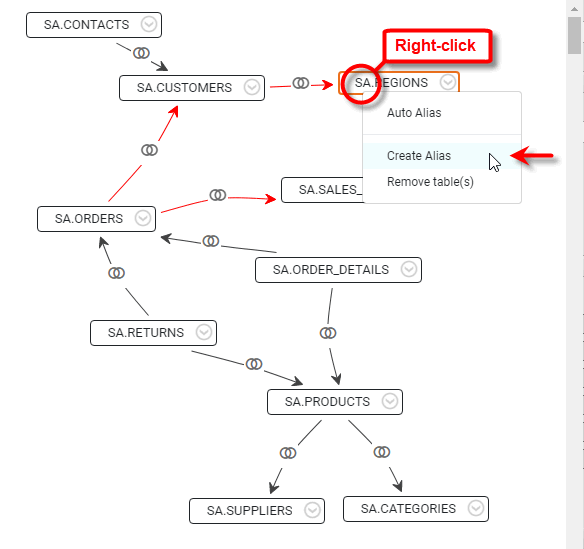 SA.CONTACTS
Right-click
SA.CUSTOMERS
SA.REGIONS
Auto Alias
Create Alias
Remove table(s)
SA.SALES_
SA.ORDERS
SA.ORDER_DETAILS
SA.RETURNS
SA.PRODUCTS
SA.SUPPLIERS
SA.CATEGORIES